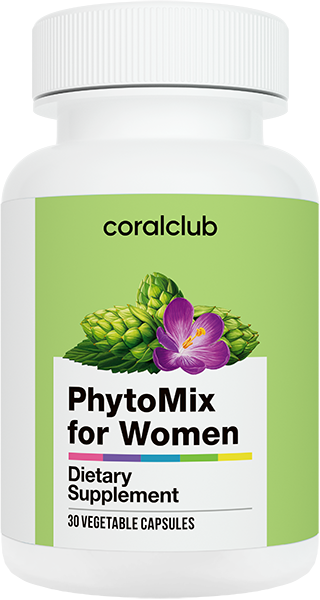 coralclub
PhytoMix
for Women
Dietary
Supplement
30 VEGETABLE CAPSULES